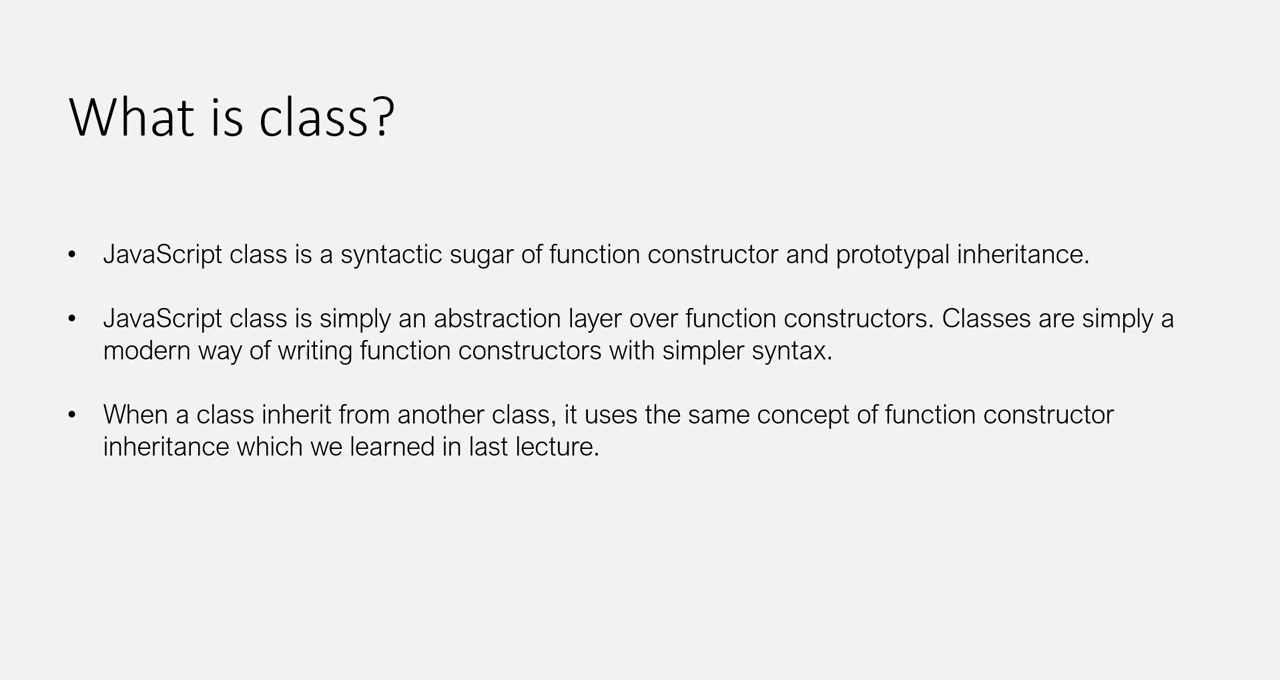 What is class?
• JavaScript class is a syntactic sugar of function constructor and prototypal inheritance.
• JavaScript class is simply an abstraction layer over function constructors. Classes are simply a
modern way of writing function constructors with simpler syntax.
• When a class inherit from another class, it uses the same concept of function constructor
inheritance which we learned in last lecture.